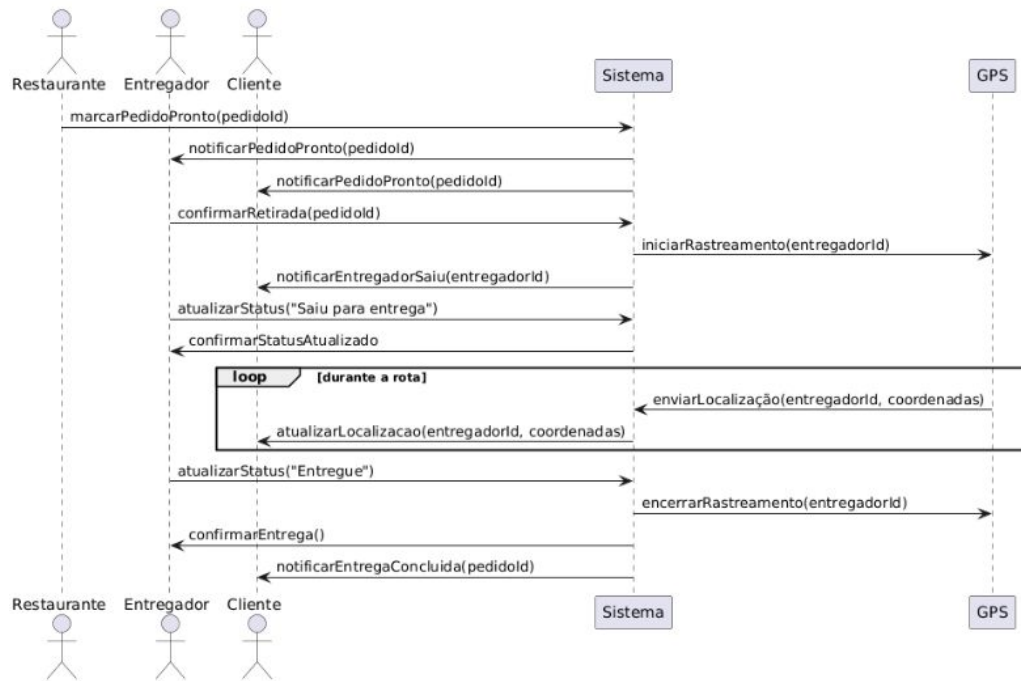 Restaurante Entregador Cliente Sistema GPS
marcarPedidoPronto(pedidoId)
notificarPedidoPronto(pedidoId)
notificarPedidoPronto(pedidoId)
confirmarRetirada(pedidoId)
iniciarRastreamento(entregadorId)
notificarEntregadorSaiu(entregadorId)
atualizarStatus("Saiu para entrega")
confirmarStatusAtualizado
loop [durante a rota]
enviarLocalização(entregadorId, coordenadas)
atualizarLocalizacao(entregadorId, coordenadas)
atualizarStatus("Entregue")
encerrarRastreamento(entregadorId)
confirmarEntrega()
notificarEntregaConcluida(pedidoId)
Restaurante Entregador Cliente Sistema GPS